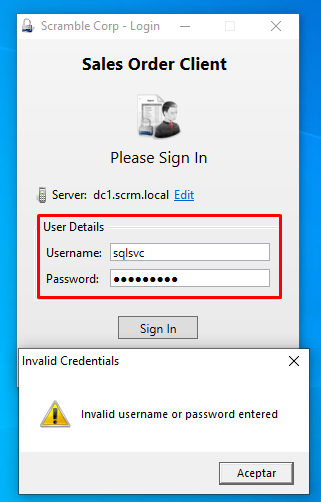 Scramble Corp - Login
Sales Order Client
Please Sign In
Server: dc1.scrm.local Edit
User Details
Username: sqlsvc
Password: ●●●●●●●●●
Sign In
Invalid Credentials
Invalid username or password entered
Aceptar